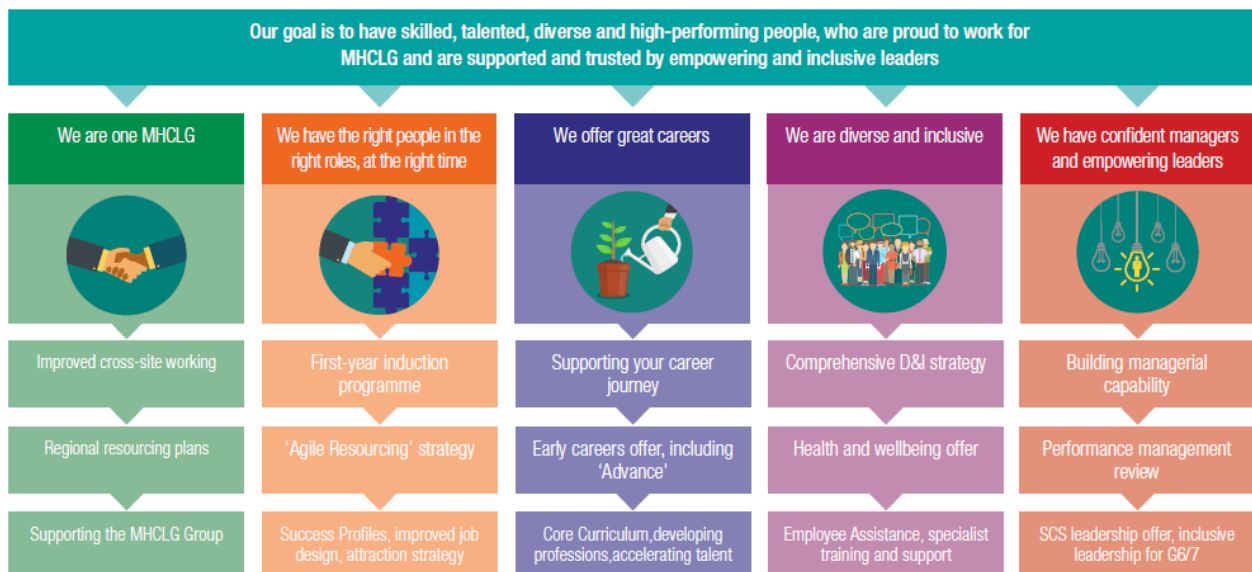 Our goal is to have skilled, talented, diverse and high-performing people, who are proud to work for
MHCLG and are supported and trusted by empowering and inclusive leaders
We are one MHCLG
Improved cross-site working
Regional resourcing plans
Supporting the MHCLG Group
We have the right people in the
right roles, at the right time
First-year induction
programme
‘Agile Resourcing’ strategy
Success Profiles, improved job
design, attraction strategy
We offer great careers
Supporting your career
journey
Early careers offer, including
‘Advance’
Core Curriculum,developing
professions,accelerating talent
We are diverse and inclusive
Comprehensive D&I strategy
Health and wellbeing offer
Employee Assistance, specialist
training and support
We have confident managers
and empowering leaders
Building managerial
capability
Performance management
review
SCS leadership offer, inclusive
leadership for G6/7